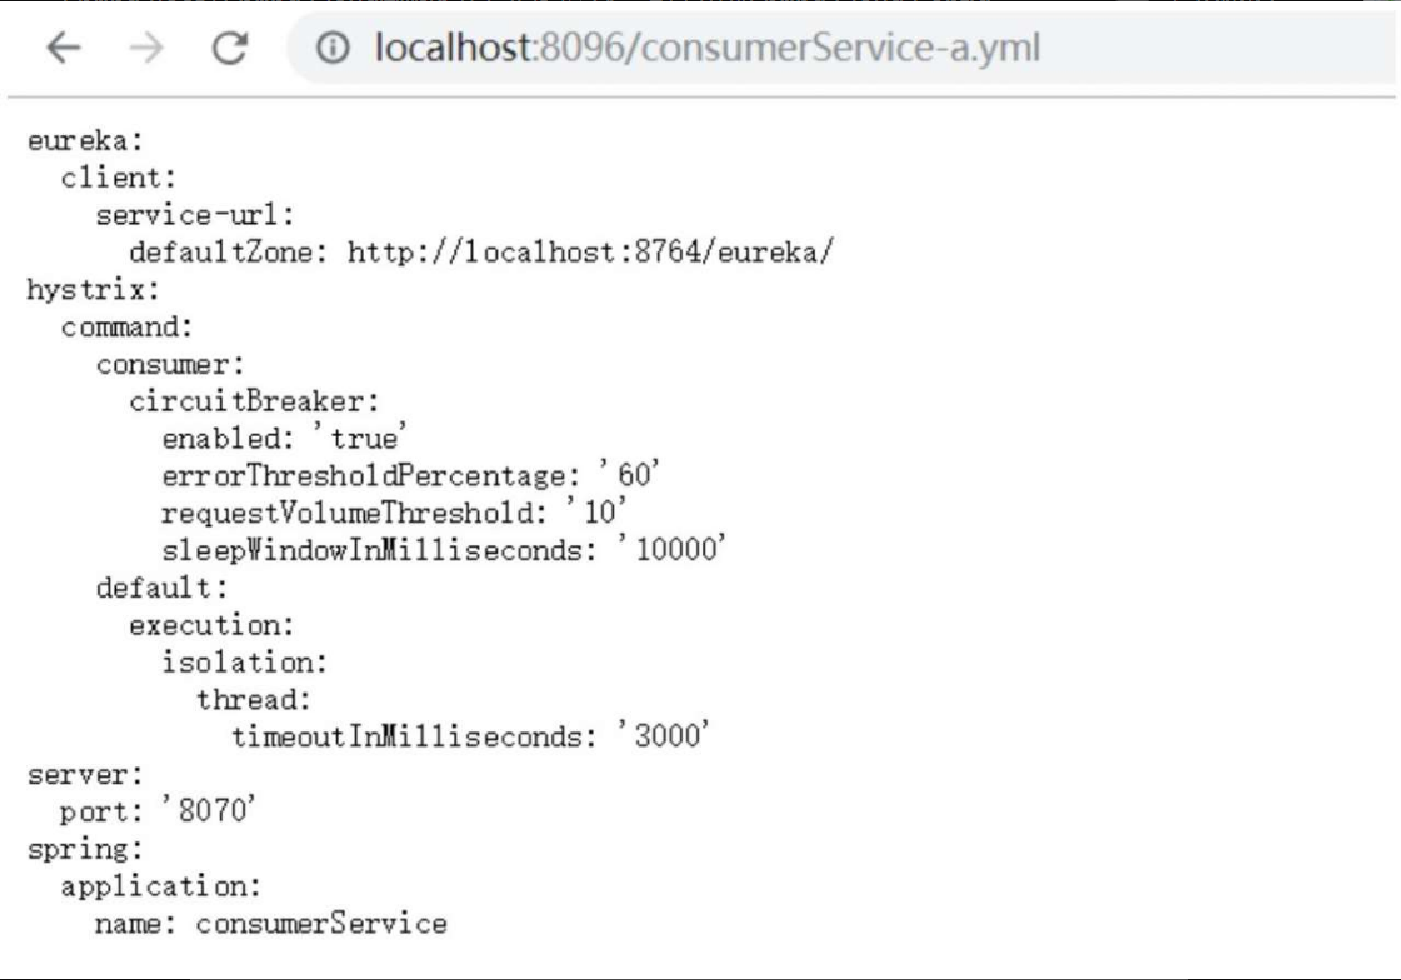 localhost:8096/consumerService-a.yml
eureka:
  client:
    service-url:
      defaultZone: http://localhost:8764/eureka/
hystrix:
  command:
    consumer:
      circuitBreaker:
        enabled: 'true'
        errorThresholdPercentage: '60'
        requestVolumeThreshold: '10'
        sleepWindowInMilliseconds: '10000'
    default:
      execution:
        isolation:
          thread:
            timeoutInMilliseconds: '3000'
server:
  port: '8070'
spring:
  application:
    name: consumerService